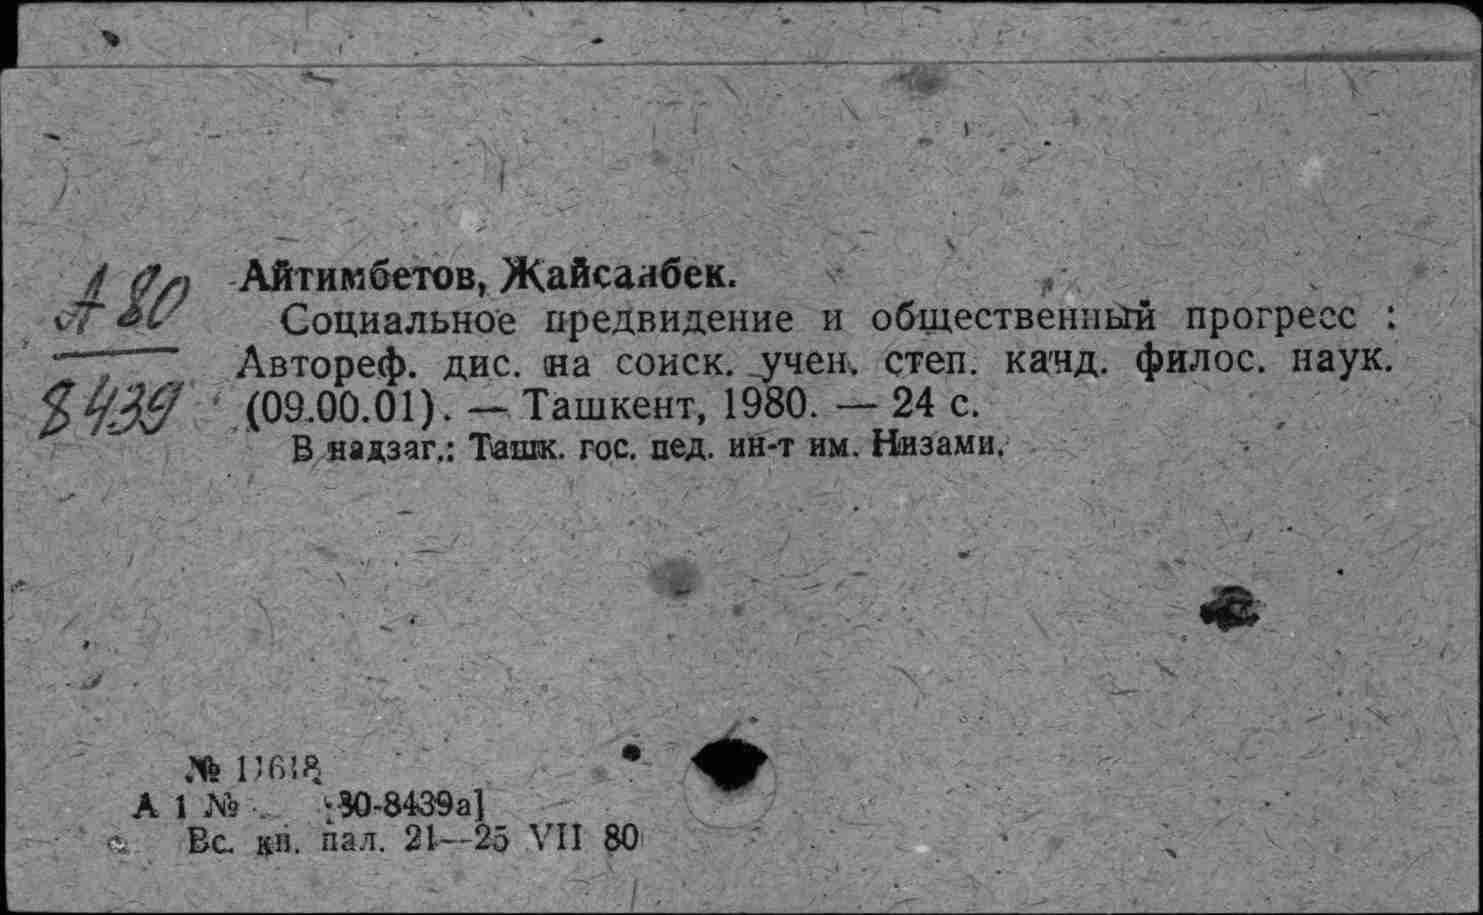 А80
8439
Айтимбетов, Жайсанбек.
Социальное предвидение и общественный прогресс :
Автореф. дис. на соиск. учен. степ. канд. филос. наук.
(09.00.01). — Ташкент, 1980. — 24 с.
В надзаг.: Ташк. гос. пед. ин-т им. Низами.
№
А 1 № 80-8439а]
Вс. кн. пал. 21—25 VII 80